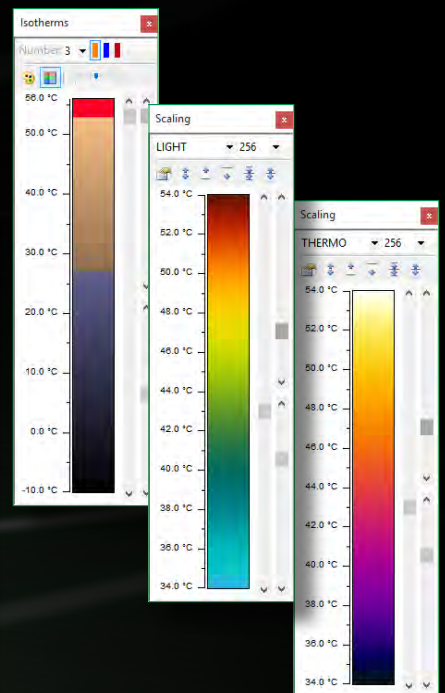 Isotherms
Number: 3
56.0 °C
50.0 °C
40.0 °C
30.0 °C
20.0 °C
10.0 °C
0.0 °C
-10.0 °C
Scaling
LIGHT 256
54.0 °C
52.0 °C
50.0 °C
48.0 °C
46.0 °C
44.0 °C
42.0 °C
40.0 °C
38.0 °C
36.0 °C
34.0 °C
Scaling
THERMO 256
54.0 °C
52.0 °C
50.0 °C
48.0 °C
46.0 °C
44.0 °C
42.0 °C
40.0 °C
38.0 °C
36.0 °C
34.0 °C